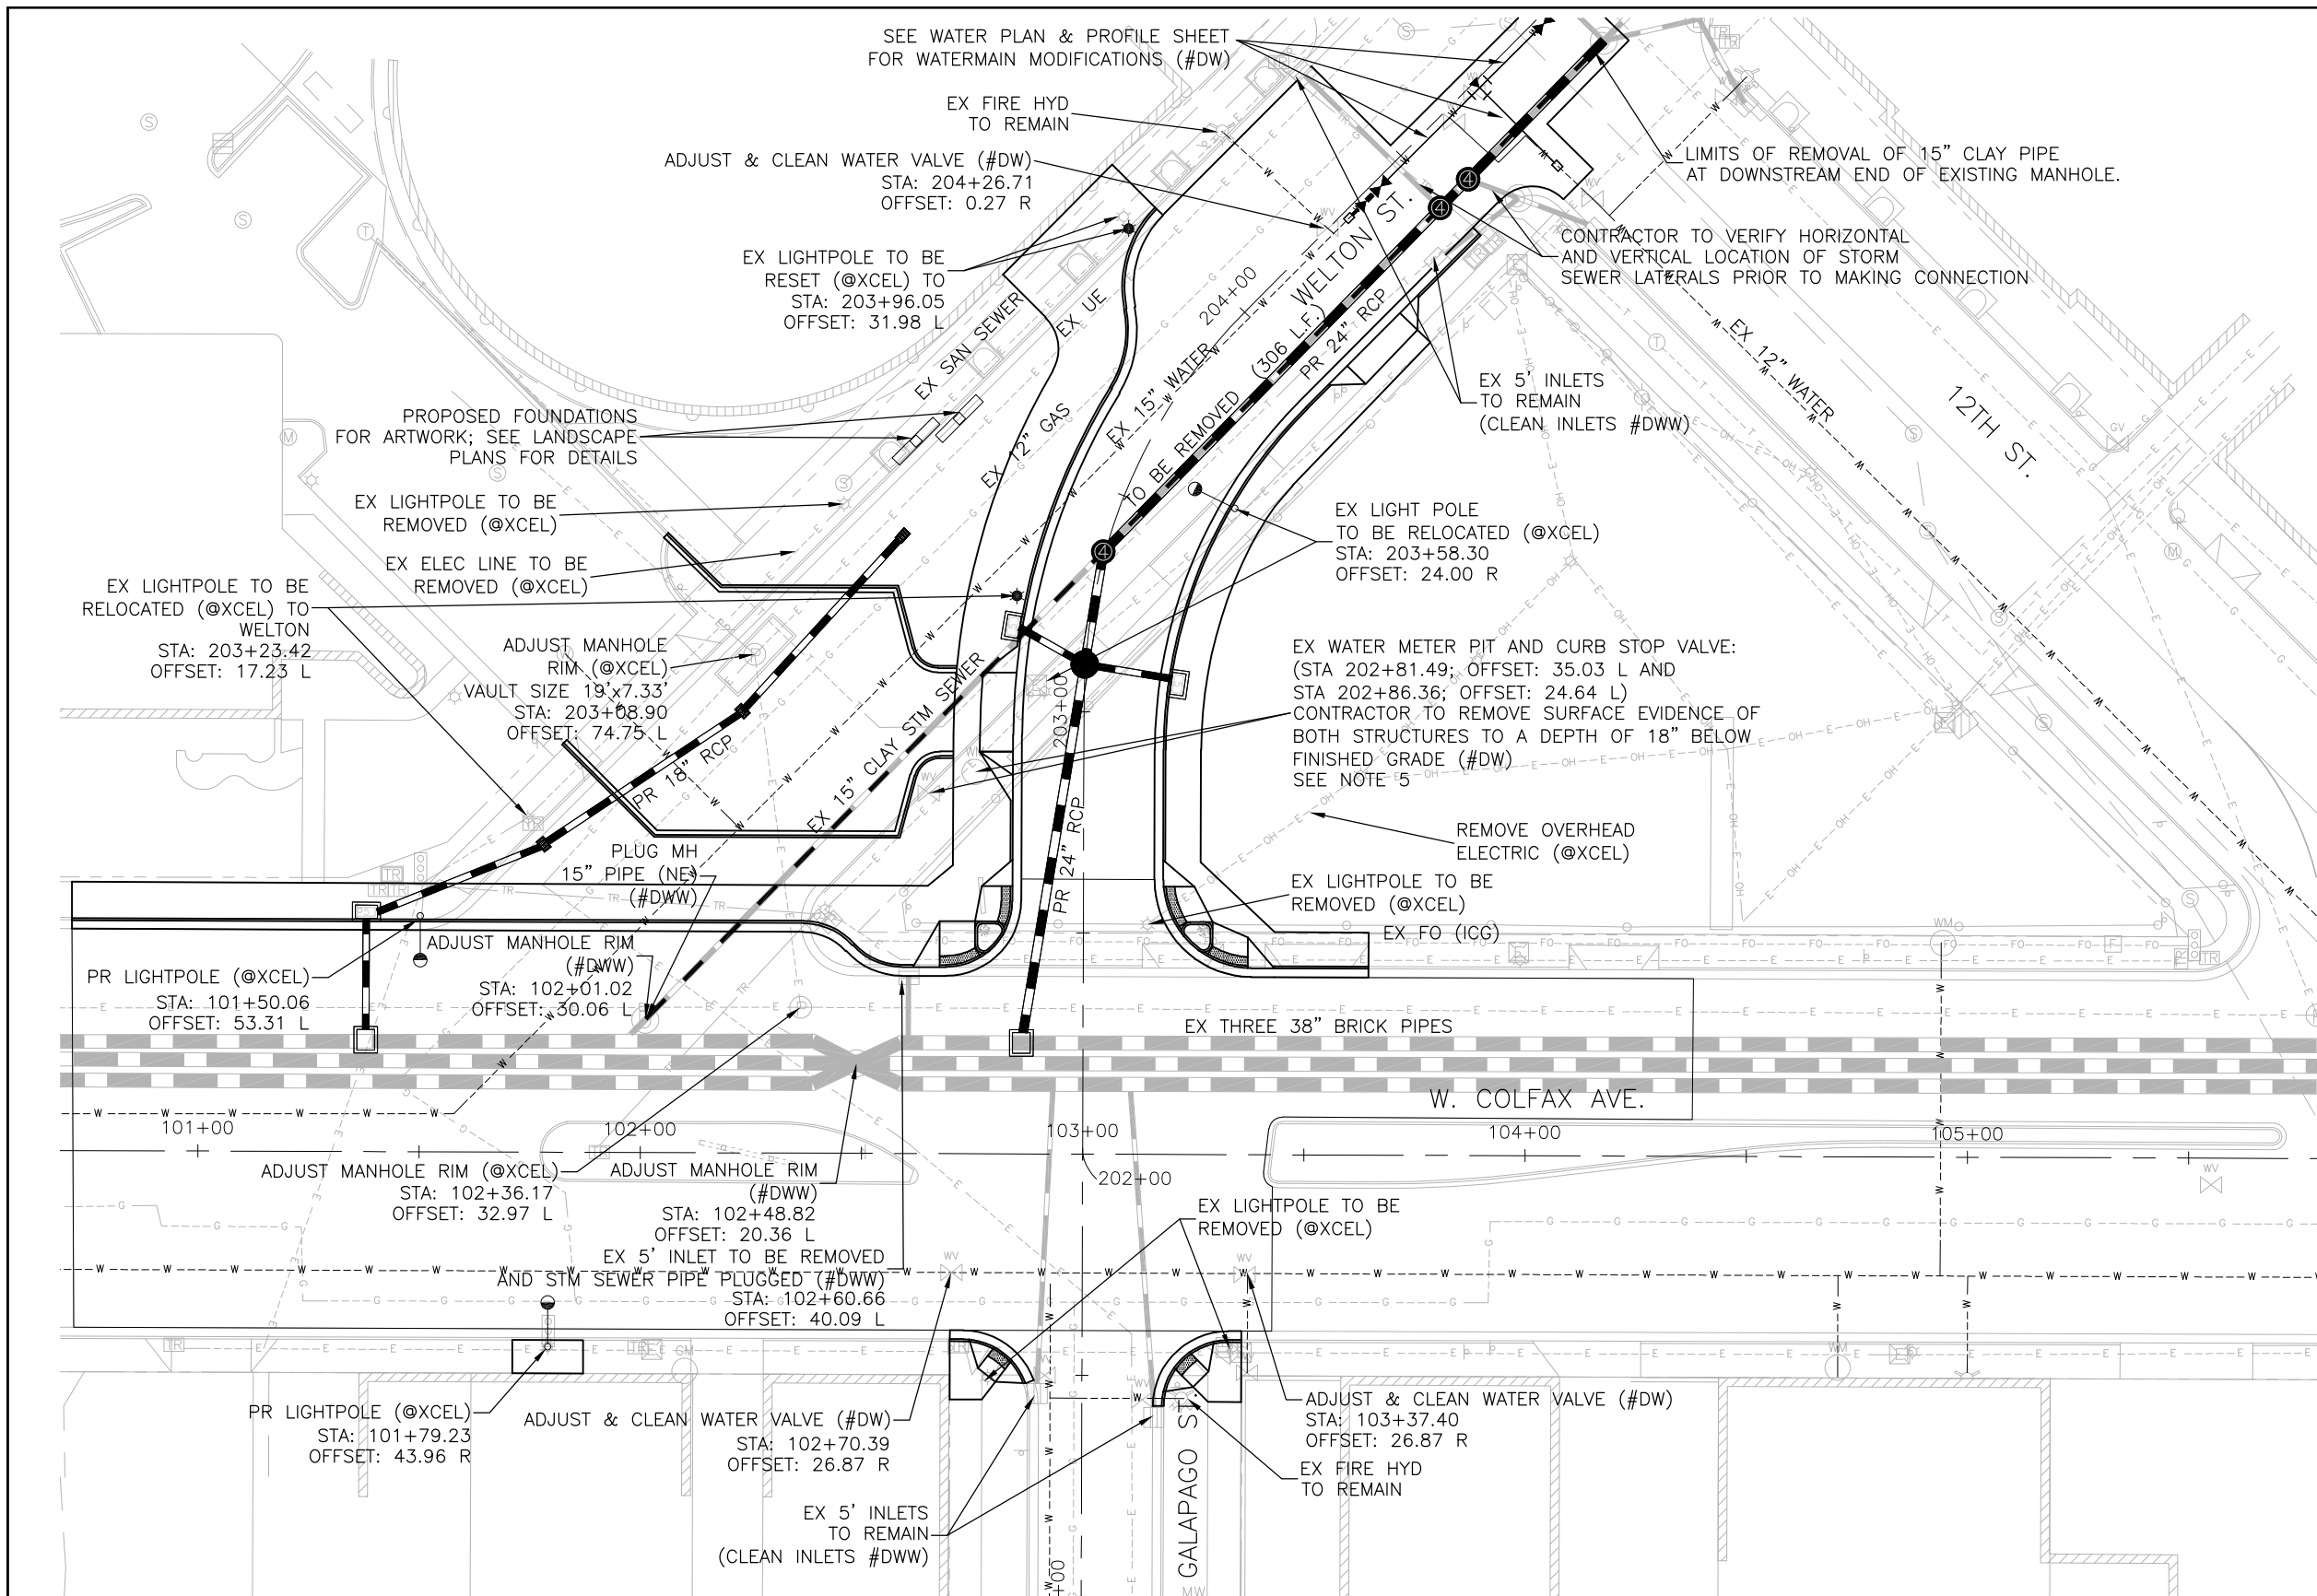 SEE WATER PLAN & PROFILE SHEET
FOR WATERMAIN MODIFICATIONS (#DW)
EX FIRE HYD
TO REMAIN
ADJUST & CLEAN WATER VALVE (#DW)
STA: 204+26.71
OFFSET: 0.27 R
LIMITS OF REMOVAL OF 15" CLAY PIPE
AT DOWNSTREAM END OF EXISTING MANHOLE.
EX LIGHTPOLE TO BE
RESET (@XCEL) TO
STA: 203+96.05
OFFSET: 31.98 L
CONTRACTOR TO VERIFY HORIZONTAL
AND VERTICAL LOCATION OF STORM
SEWER LATERALS PRIOR TO MAKING CONNECTION
4
4
WELTON ST.
204+00
EX SAN SEWER
EX UE
EX 15" WATER
(306 L.F.)
PR 24" RCP
TO BE REMOVED
EX 12" GAS
EX 12" WATER
12TH ST.
EX 5' INLETS
TO REMAIN
(CLEAN INLETS #DWW)
PROPOSED FOUNDATIONS
FOR ARTWORK; SEE LANDSCAPE
PLANS FOR DETAILS
EX LIGHTPOLE TO BE
REMOVED (@XCEL)
EX ELEC LINE TO BE
REMOVED (@XCEL)
EX LIGHT POLE
TO BE RELOCATED (@XCEL)
STA: 203+58.30
OFFSET: 24.00 R
4
EX LIGHTPOLE TO BE
RELOCATED (@XCEL) TO
WELTON
STA: 203+23.42
OFFSET: 17.23 L
ADJUST MANHOLE
RIM (@XCEL)
VAULT SIZE 19'x7.33'
STA: 203+08.90
OFFSET: 74.75 L
EX WATER METER PIT AND CURB STOP VALVE:
(STA 202+81.49; OFFSET: 35.03 L AND
STA 202+86.36; OFFSET: 24.64 L)
CONTRACTOR TO REMOVE SURFACE EVIDENCE OF
BOTH STRUCTURES TO A DEPTH OF 18" BELOW
FINISHED GRADE (#DW)
SEE NOTE 5
203+00
PR 18" RCP
EX 15" CLAY STM SEWER
PR 24" RCP
REMOVE OVERHEAD
ELECTRIC (@XCEL)
PLUG MH
15" PIPE (NE)
(#DWW)
EX LIGHTPOLE TO BE
REMOVED (@XCEL)
EX FO (ICG)
ADJUST MANHOLE RIM
(#DWW)
STA: 102+01.02
OFFSET: 30.06 L
PR LIGHTPOLE (@XCEL)
STA: 101+50.06
OFFSET: 53.31 L
EX THREE 38" BRICK PIPES
W. COLFAX AVE.
101+00
102+00
103+00
104+00
105+00
202+00
ADJUST MANHOLE RIM (@XCEL)
STA: 102+36.17
OFFSET: 32.97 L
ADJUST MANHOLE RIM
(#DWW)
STA: 102+48.82
OFFSET: 20.36 L
EX 5' INLET TO BE REMOVED
AND STM SEWER PIPE PLUGGED (#DWW)
STA: 102+60.66
OFFSET: 40.09 L
EX LIGHTPOLE TO BE
REMOVED (@XCEL)
PR LIGHTPOLE (@XCEL)
STA: 101+79.23
OFFSET: 43.96 R
ADJUST & CLEAN WATER VALVE (#DW)
STA: 102+70.39
OFFSET: 26.87 R
ADJUST & CLEAN WATER VALVE (#DW)
STA: 103+37.40
OFFSET: 26.87 R
EX FIRE HYD
TO REMAIN
EX 5' INLETS
TO REMAIN
(CLEAN INLETS #DWW)
GALAPAGO ST.